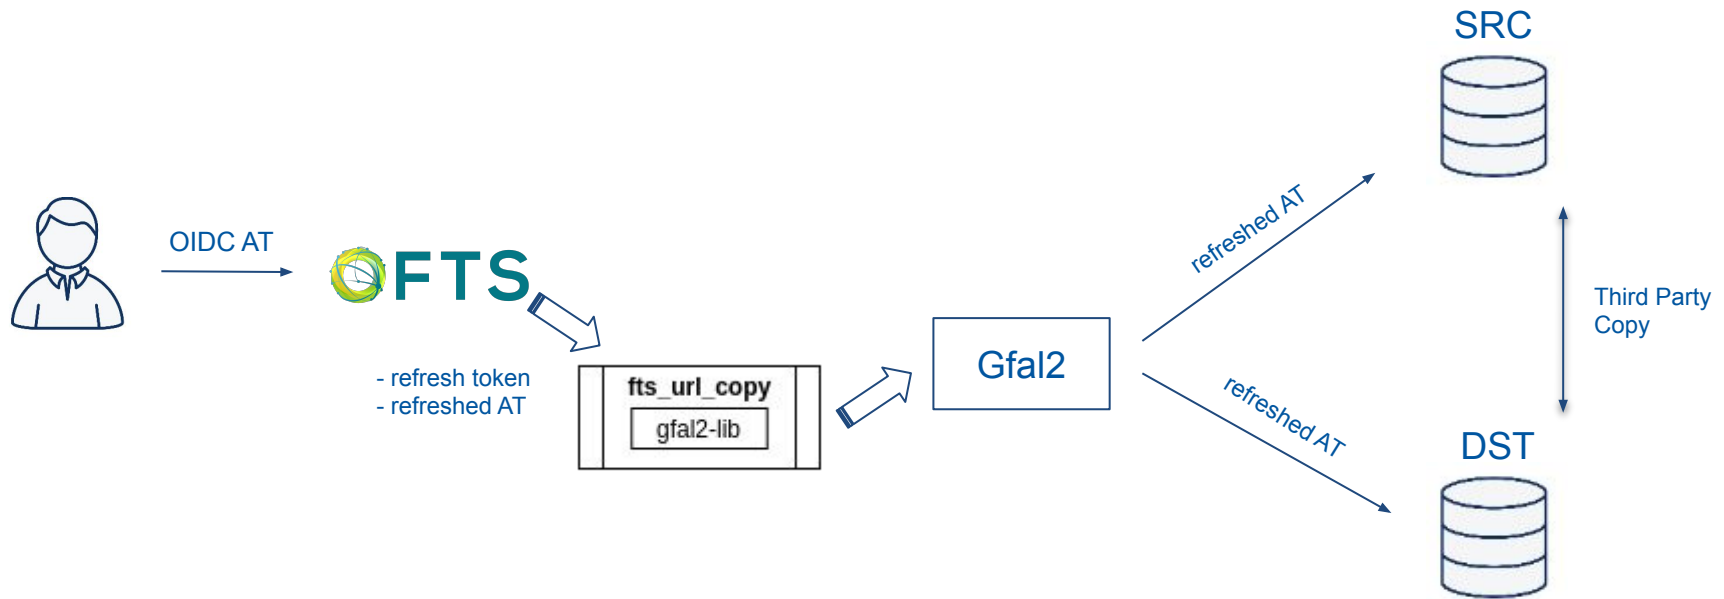 SRC
OIDC AT
FTS
- refresh token
- refreshed AT
fts_url_copy
gfal2-lib
Gfal2
refreshed AT
refreshed AT
Third Party
Copy
DST